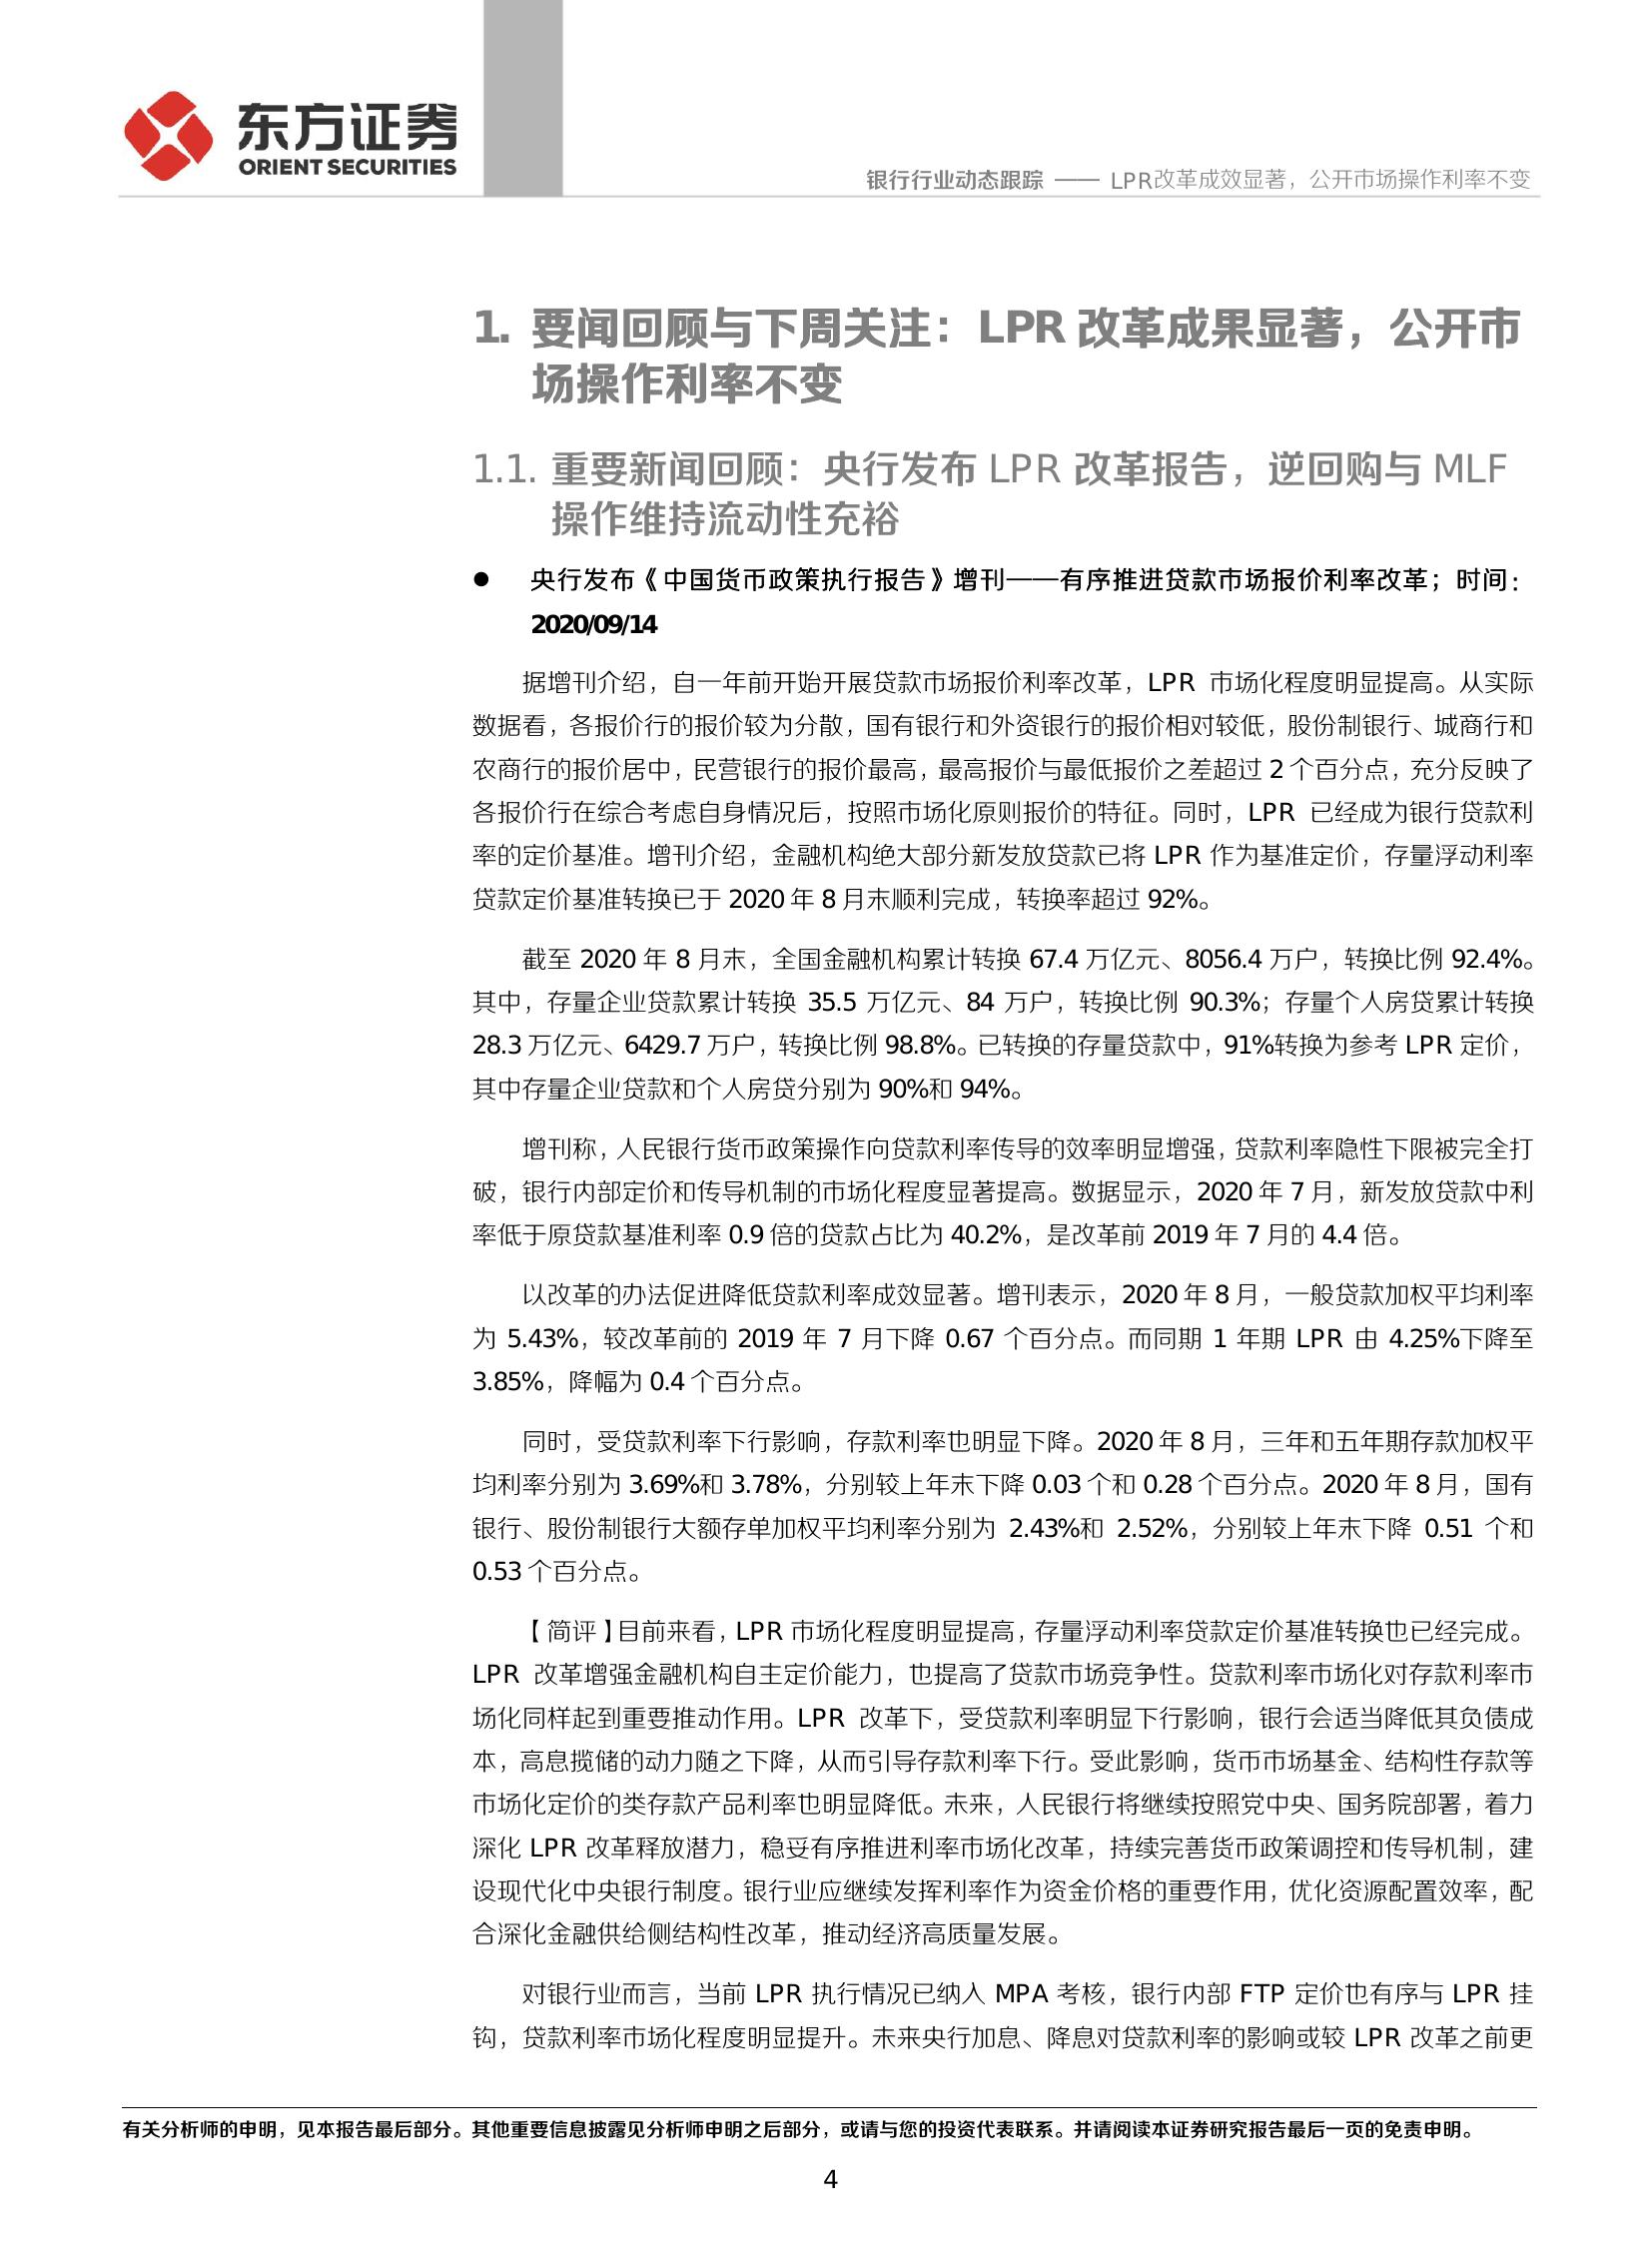 东方证券
ORIENT SECURITIES
银行行业动态跟踪 —— LPR改革成效显著，公开市场操作利率不变
1. 要闻回顾与下周关注：LPR 改革成果显著，公开市
场操作利率不变
1.1. 重要新闻回顾：央行发布 LPR 改革报告，逆回购与 MLF
操作维持流动性充裕
● 央行发布《中国货币政策执行报告》增刊——有序推进贷款市场报价利率改革；时间：
2020/09/14
据增刊介绍，自一年前开始开展贷款市场报价利率改革，LPR 市场化程度明显提高。从实际
数据看，各报价行的报价较为分散，国有银行和外资银行的报价相对较低，股份制银行、城商行和
农商行的报价居中，民营银行的报价最高，最高报价与最低报价之差超过 2 个百分点，充分反映了
各报价行在综合考虑自身情况后，按照市场化原则报价的特征。同时，LPR 已经成为银行贷款利
率的定价基准。增刊介绍，金融机构绝大部分新发放贷款已将 LPR 作为基准定价，存量浮动利率
贷款定价基准转换已于 2020 年 8 月末顺利完成，转换率超过 92%。
截至 2020 年 8 月末，全国金融机构累计转换 67.4 万亿元、8056.4 万户，转换比例 92.4%。
其中，存量企业贷款累计转换 35.5 万亿元、84 万户，转换比例 90.3%；存量个人房贷累计转换
28.3 万亿元、6429.7 万户，转换比例 98.8%。已转换的存量贷款中，91%转换为参考 LPR 定价，
其中存量企业贷款和个人房贷分别为 90%和 94%。
增刊称，人民银行货币政策操作向贷款利率传导的效率明显增强，贷款利率隐性下限被完全打
破，银行内部定价和传导机制的市场化程度显著提高。数据显示，2020 年 7 月，新发放贷款中利
率低于原贷款基准利率 0.9 倍的贷款占比为 40.2%，是改革前 2019 年 7 月的 4.4 倍。
以改革的办法促进降低贷款利率成效显著。增刊表示，2020 年 8 月，一般贷款加权平均利率
为 5.43%，较改革前的 2019 年 7 月下降 0.67 个百分点。而同期 1 年期 LPR 由 4.25%下降至
3.85%，降幅为 0.4 个百分点。
同时，受贷款利率下行影响，存款利率也明显下降。2020 年 8 月，三年和五年期存款加权平
均利率分别为 3.69%和 3.78%，分别较上年末下降 0.03 个和 0.28 个百分点。2020 年 8 月，国有
银行、股份制银行大额存单加权平均利率分别为 2.43%和 2.52%，分别较上年末下降 0.51 个和
0.53 个百分点。
【简评】目前来看，LPR 市场化程度明显提高，存量浮动利率贷款定价基准转换也已经完成。
LPR 改革增强金融机构自主定价能力，也提高了贷款市场竞争性。贷款利率市场化对存款利率市
场化同样起到重要推动作用。LPR 改革下，受贷款利率明显下行影响，银行会适当降低其负债成
本，高息揽储的动力随之下降，从而引导存款利率下行。受此影响，货币市场基金、结构性存款等
市场化定价的类存款产品利率也明显降低。未来，人民银行将继续按照党中央、国务院部署，着力
深化 LPR 改革释放潜力，稳妥有序推进利率市场化改革，持续完善货币政策调控和传导机制，建
设现代化中央银行制度。银行业应继续发挥利率作为资金价格的重要作用，优化资源配置效率，配
合深化金融供给侧结构性改革，推动经济高质量发展。
对银行业而言，当前 LPR 执行情况已纳入 MPA 考核，银行内部 FTP 定价也有序与 LPR 挂
钩，贷款利率市场化程度明显提升。未来央行加息、降息对贷款利率的影响或较 LPR 改革之前更
有关分析师的申明，见本报告最后部分。其他重要信息披露见分析师申明之后部分，或请与您的投资代表联系。并请阅读本证券研究报告最后一页的免责申明。
4